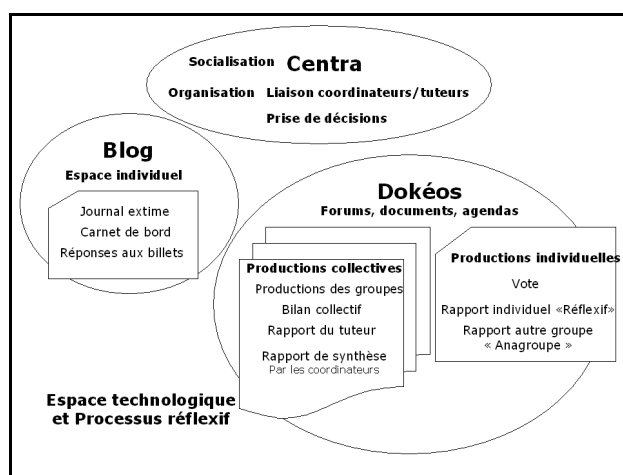 Socialisation Centra
Organisation Liaison coordinateurs/tuteurs
Prise de décisions
Blog
Espace individuel
Journal extime
Carnet de bord
Réponses aux billets
Dokéos
Forums, documents, agendas
Productions collectives
Productions des groupes
Bilan collectif
Rapport du tuteur
Rapport de synthèse
Par les coordinateurs
Productions individuelles
Vote
Rapport individuel «Réflexif»
Rapport autre groupe
« Anagroupe »
Espace technologique
et Processus réflexif